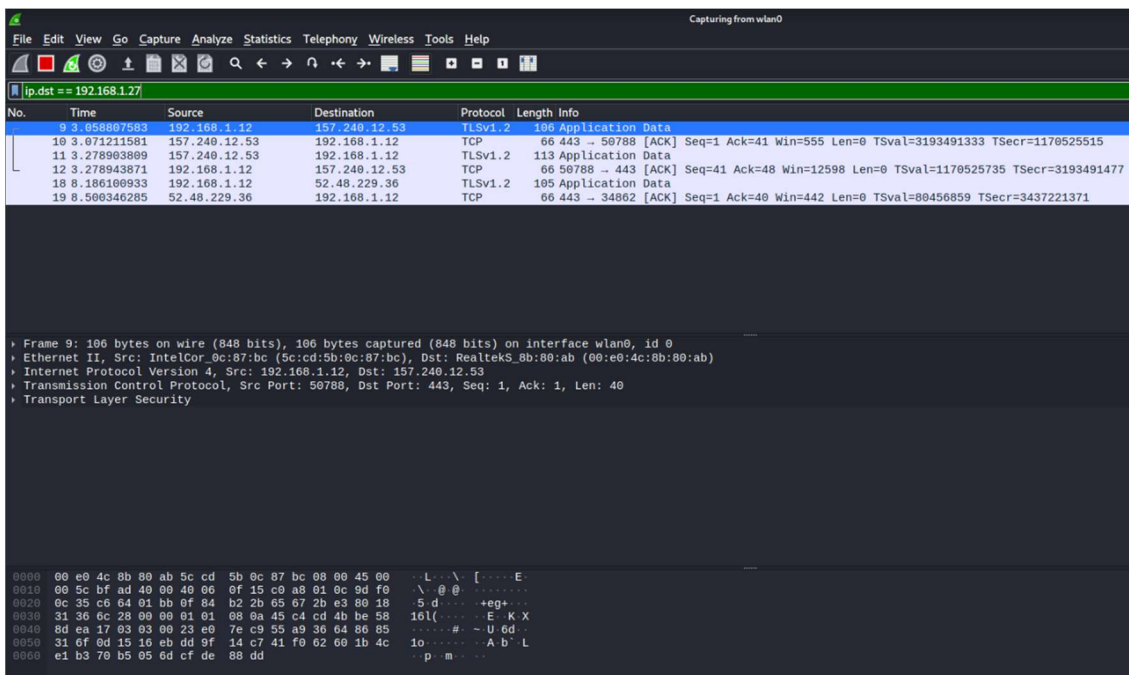 Capturing from wlan0
File Edit View Go Capture Analyze Statistics Telephony Wireless Tools Help
ip.dst == 192.168.1.27
No. Time Source Destination Protocol Length Info
9 3.058807583 192.168.1.12 157.240.12.53 TLSv1.2 106 Application Data
10 3.071211581 157.240.12.53 192.168.1.12 TCP 66 443 → 50788 [ACK] Seq=1 Ack=41 Win=555 Len=0 TSval=3193491333 TSecr=1170525515
11 3.278903809 157.240.12.53 192.168.1.12 TLSv1.2 113 Application Data
12 3.278943871 192.168.1.12 157.240.12.53 TCP 66 50788 → 443 [ACK] Seq=41 Ack=48 Win=12598 Len=0 TSval=1170525735 TSecr=3193491477
18 8.186100933 192.168.1.12 52.48.229.36 TLSv1.2 105 Application Data
19 8.500346285 52.48.229.36 192.168.1.12 TCP 66 443 → 34862 [ACK] Seq=1 Ack=40 Win=442 Len=0 TSval=80456859 TSecr=3437221371
Frame 9: 106 bytes on wire (848 bits), 106 bytes captured (848 bits) on interface wlan0, id 0
Ethernet II, Src: IntelCor_0c:87:bc (5c:cd:5b:0c:87:bc), Dst: RealtekS_8b:80:ab (00:e0:4c:8b:80:ab)
Internet Protocol Version 4, Src: 192.168.1.12, Dst: 157.240.12.53
Transmission Control Protocol, Src Port: 50788, Dst Port: 443, Seq: 1, Ack: 1, Len: 40
Transport Layer Security
0000 00 e0 4c 8b 80 ab 5c cd 5b 0c 87 bc 08 00 45 00 ··L···\· [·····E·
0010 00 5c bf ad 40 00 40 06 0f 15 c0 a8 01 0c 9d f0 ·\··@·@· ········
0020 0c 35 c6 64 01 bb 0f 84 b2 2b 65 67 2b e3 80 18 ·5·d···· ·+eg+···
0030 31 36 6c 28 00 00 01 01 08 0a 45 c4 cd 4b be 58 16l(···· ··E··K·X
0040 8d ea 17 03 03 00 23 e0 7e c9 55 a9 36 64 86 85 ······#· ~·U·6d··
0050 31 6f 0d 15 16 eb dd 9f 14 c7 41 f0 62 60 1b 4c 1o······ ··A·b`·L
0060 e1 b3 70 b5 05 6d cf de 88 dd ··p··m·· ··